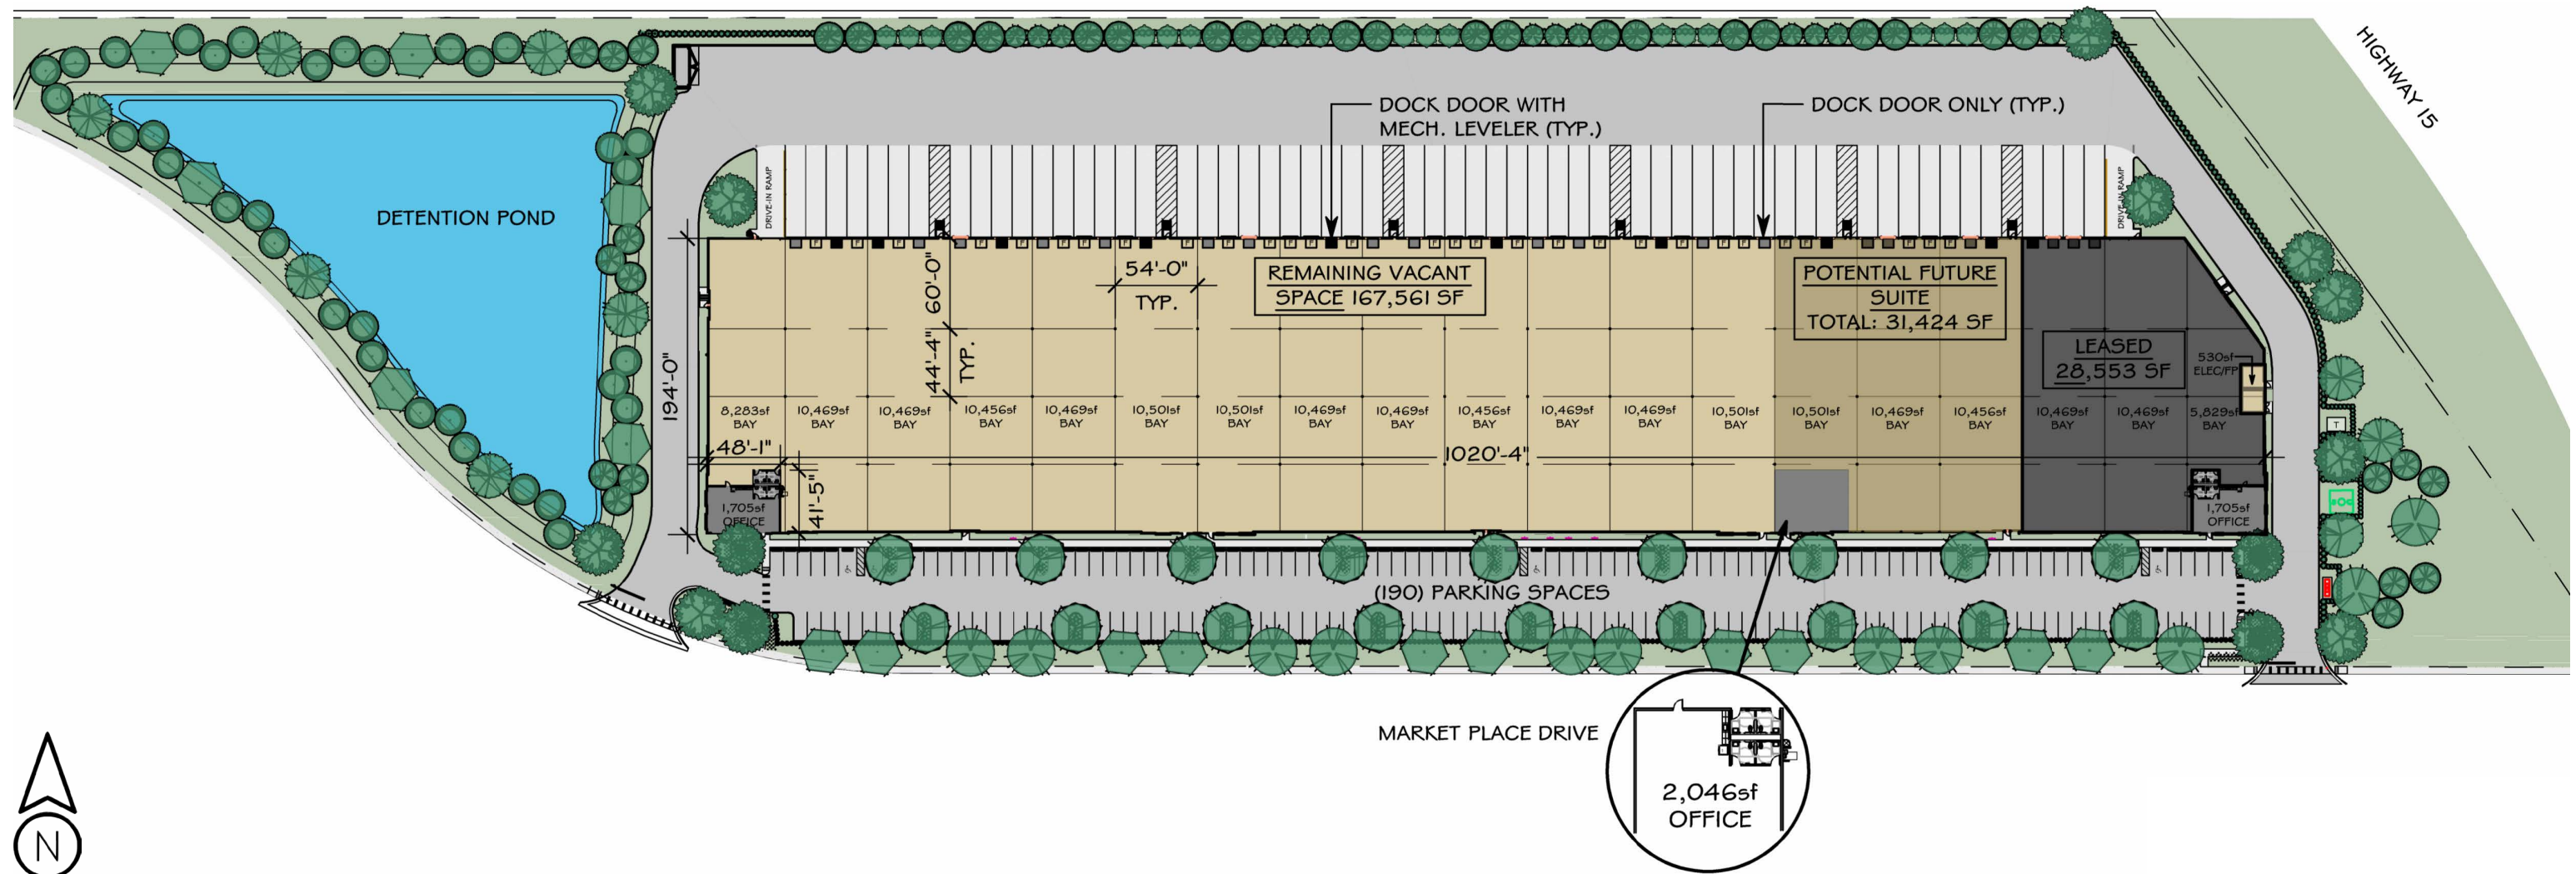 HIGHWAY 15
DOCK DOOR WITH
MECH. LEVELER (TYP.)
DOCK DOOR ONLY (TYP.)
DRIVE-IN RAMP
DRIVE-IN RAMP
DETENTION POND
60'-0"
44'-4"
TYP.
54'-0"
TYP.
REMAINING VACANT
SPACE 167,561 SF
POTENTIAL FUTURE
SUITE
TOTAL: 31,424 SF
LEASED
28,553 SF
530sf
ELEC/FP
194'-0"
8,283sf
BAY
10,469sf
BAY
10,469sf
BAY
10,456sf
BAY
10,469sf
BAY
10,501sf
BAY
10,501sf
BAY
10,469sf
BAY
10,469sf
BAY
10,456sf
BAY
10,469sf
BAY
10,469sf
BAY
10,501sf
BAY
10,501sf
BAY
10,469sf
BAY
10,456sf
BAY
10,469sf
BAY
10,469sf
BAY
5,829sf
BAY
T
48'-1"
1020'-4"
41'-5"
1,705sf
OFFICE
1,705sf
OFFICE
(190) PARKING SPACES
MARKET PLACE DRIVE
2,046sf
OFFICE
N